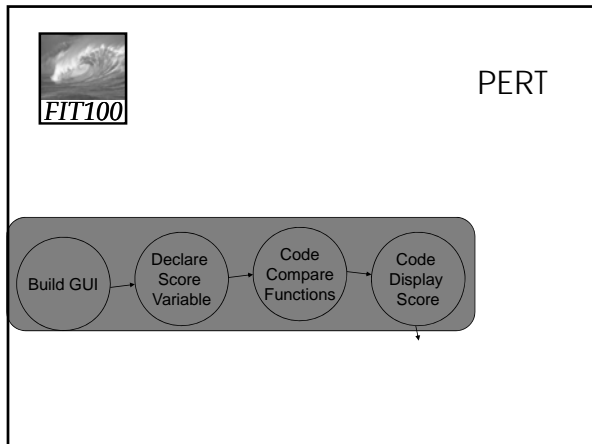 FIT100
PERT
Build GUI
Declare
Score
Variable
Code
Compare
Functions
Code
Display
Score